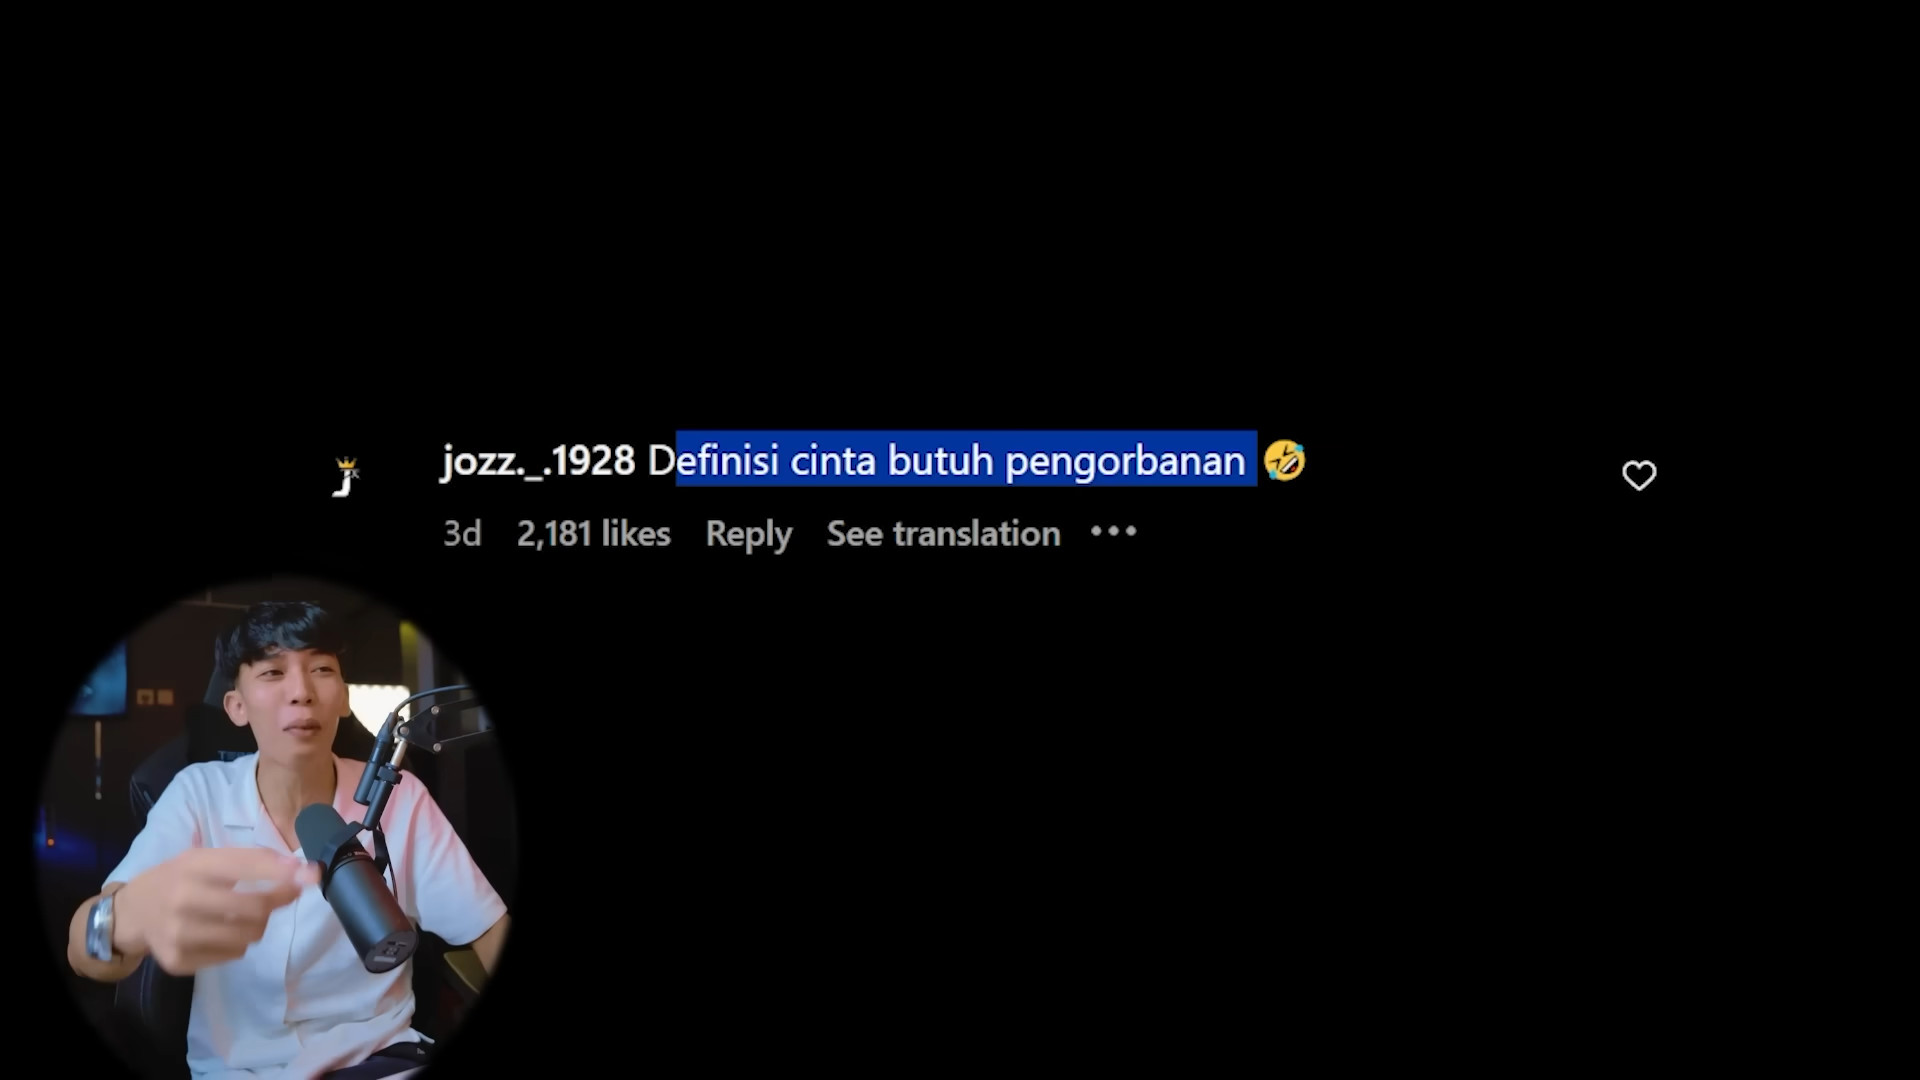 jozz._.1928 Definisi cinta butuh pengorbanan 🤣
3d 2,181 likes Reply See translation •••